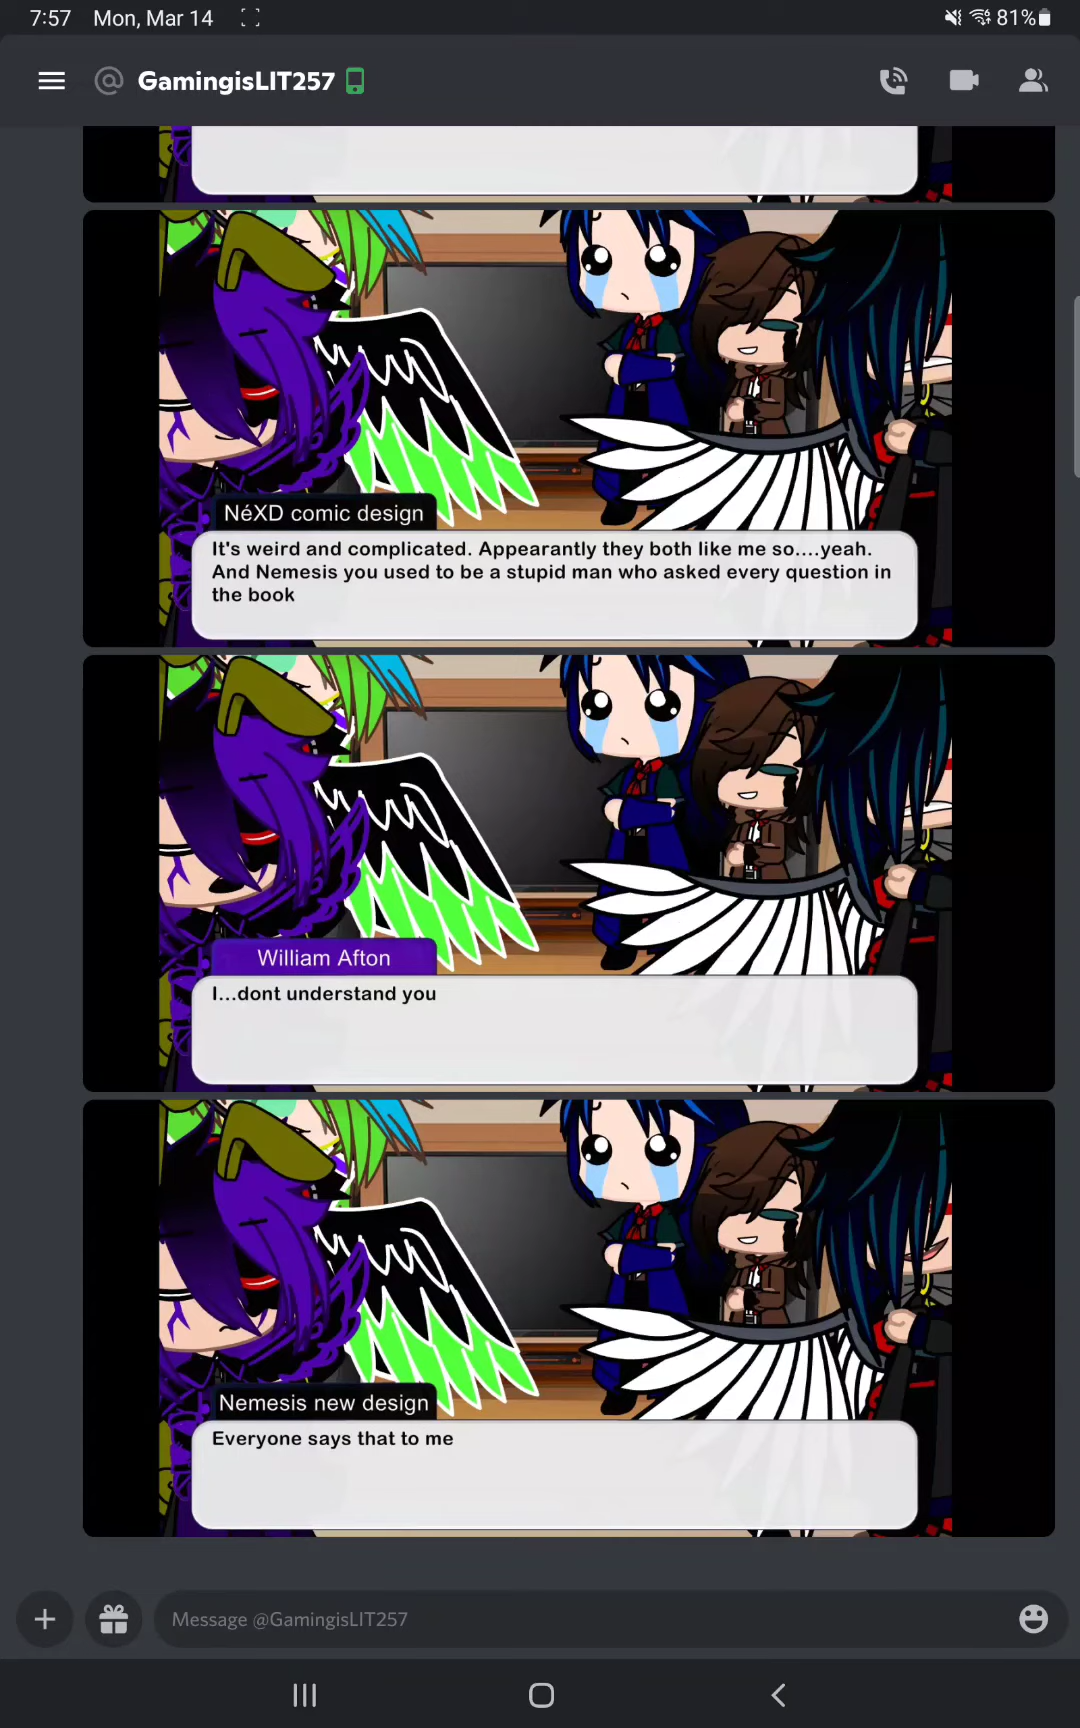 7:57 Mon, Mar 14 81%
@ GamingisLIT257
NéXD comic design
It's weird and complicated. Appearantly they both like me so....yeah.
And Nemesis you used to be a stupid man who asked every question in
the book
William Afton
I...dont understand you
Nemesis new design
Everyone says that to me
Message @GamingisLIT257